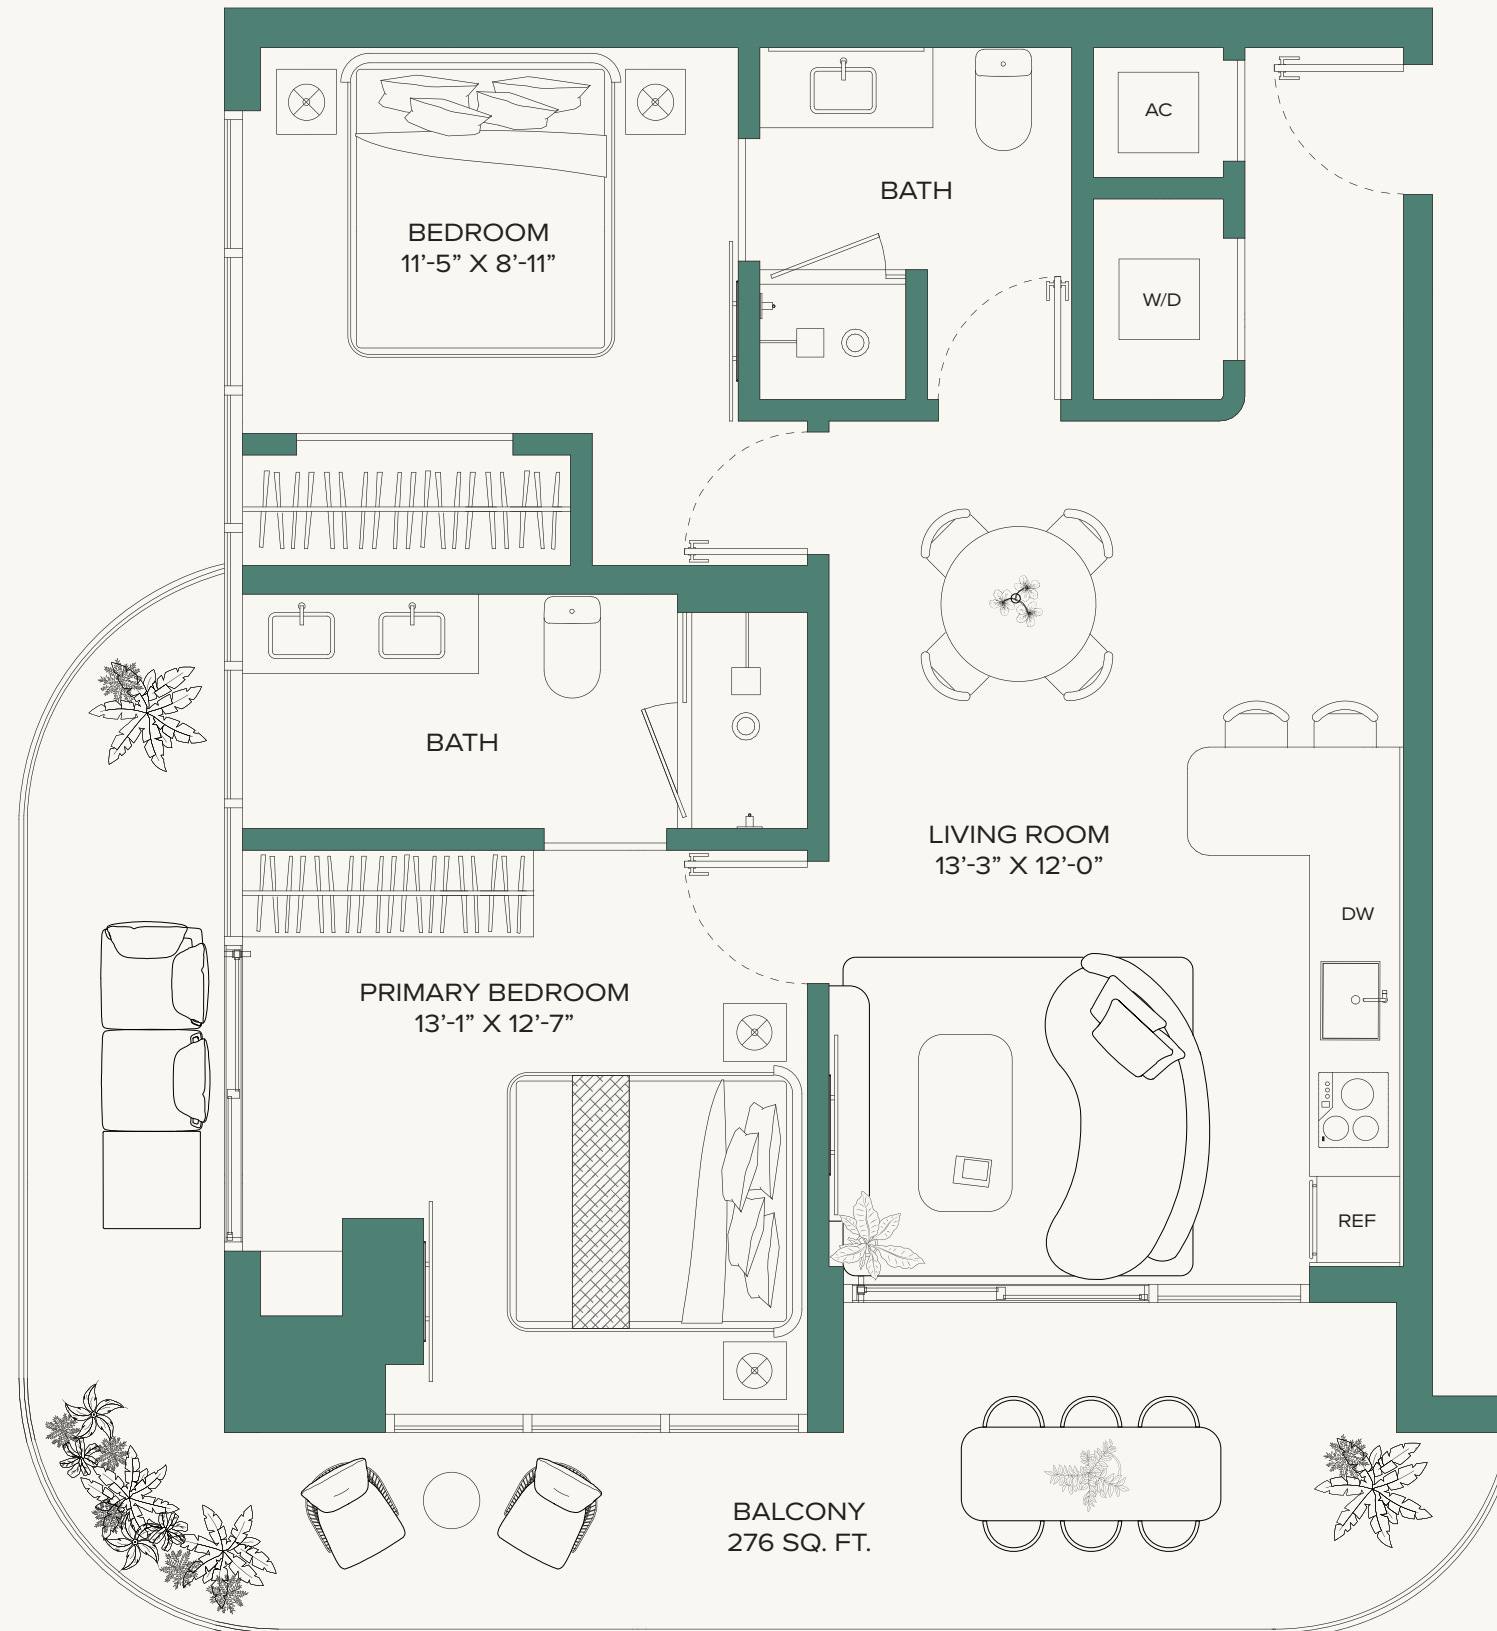 AC
BATH
BEDROOM
11’-5” X 8’-11”
W/D
BATH
LIVING ROOM
13’-3” X 12’-0”
DW
PRIMARY BEDROOM
13’-1” X 12’-7”
REF
BALCONY
276 SQ. FT.